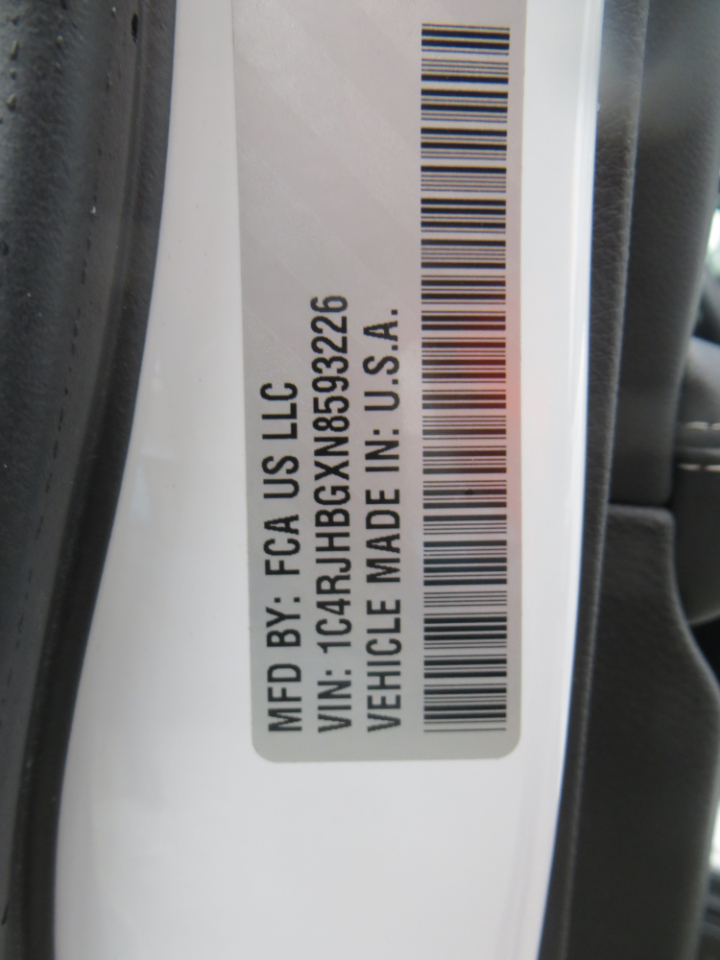 MFD BY: FCA US LLC
VIN: 1C4RJHBGXN8593226
VEHICLE MADE IN: U.S.A.